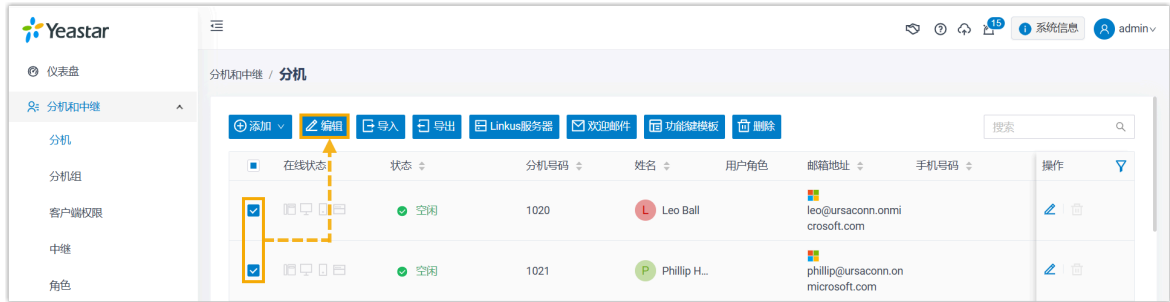 Yeastar
15
系统信息
A admin
仪表盘
分机和中继 / 分机
分机和中继
分机
分机组
客户端权限
中继
角色
添加 编辑 导入 导出 Linkus服务器 欢迎邮件 功能键模板 删除
搜索
在线状态 状态 分机号码 姓名 用户角色 邮箱地址 手机号码 操作
空闲 1020 L Leo Ball
leo@ursaconn.onmi
crosoft.com
空闲 1021 P Phillip H...
phillip@ursaconn.on
microsoft.com